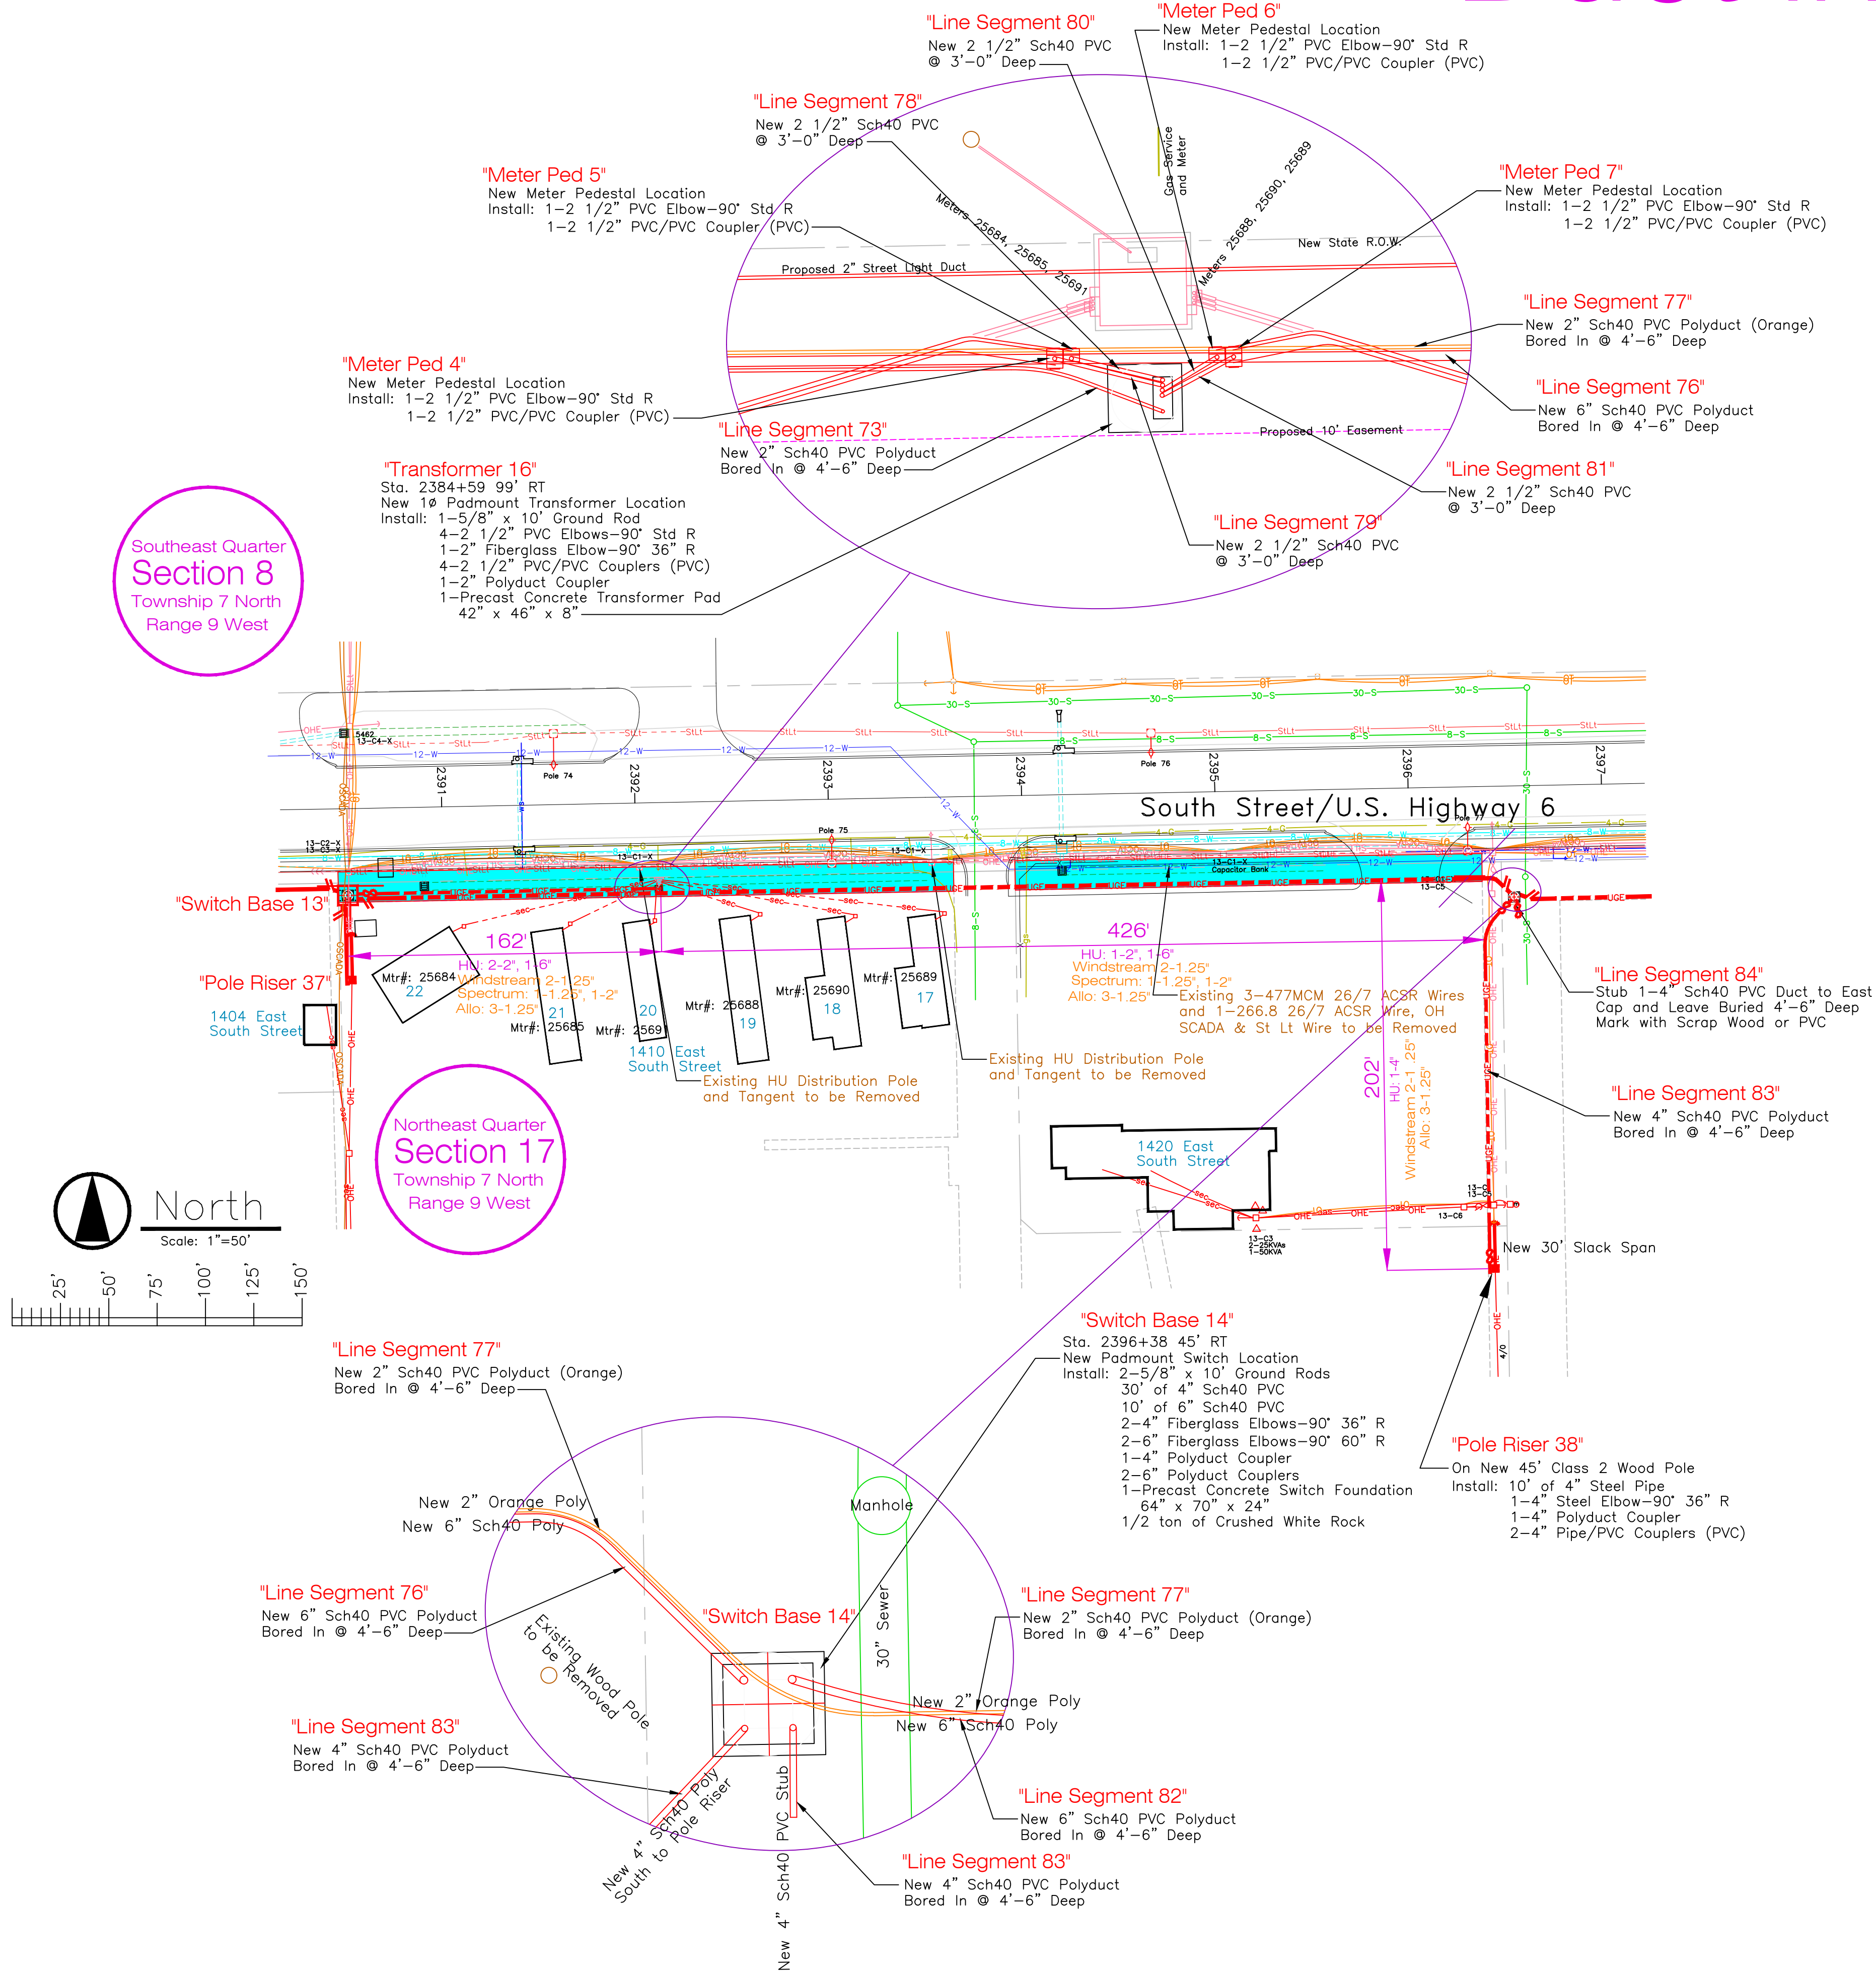 "Line Segment 80"
New 2 1/2" Sch40 PVC
@ 3'-0" Deep
"Meter Ped 6"
New Meter Pedestal Location
Install: 1-2 1/2" PVC Elbow-90° Std R
1-2 1/2" PVC/PVC Coupler (PVC)
"Line Segment 78"
New 2 1/2" Sch40 PVC
@ 3'-0" Deep
Gas Service
and Meter
"Meter Ped 5"
New Meter Pedestal Location
Install: 1-2 1/2" PVC Elbow-90° Std R
1-2 1/2" PVC/PVC Coupler (PVC)
Meters 25684, 25685, 25691
Meters 25688, 25690, 25689
"Meter Ped 7"
New Meter Pedestal Location
Install: 1-2 1/2" PVC Elbow-90° Std R
1-2 1/2" PVC/PVC Coupler (PVC)
New State R.O.W.
Proposed 2" Street Light Duct
"Line Segment 77"
New 2" Sch40 PVC Polyduct (Orange)
Bored In @ 4'-6" Deep
"Meter Ped 4"
New Meter Pedestal Location
Install: 1-2 1/2" PVC Elbow-90° Std R
1-2 1/2" PVC/PVC Coupler (PVC)
"Line Segment 76"
New 6" Sch40 PVC Polyduct
Bored In @ 4'-6" Deep
"Line Segment 73"
New 2" Sch40 PVC Polyduct
Bored In @ 4'-6" Deep
Proposed 10' Easement
"Line Segment 81"
New 2 1/2" Sch40 PVC
@ 3'-0" Deep
"Line Segment 79"
New 2 1/2" Sch40 PVC
@ 3'-0" Deep
"Transformer 16"
Sta. 2384+59 99' RT
New 1ø Padmount Transformer Location
Install: 1-5/8" x 10' Ground Rod
4-2 1/2" PVC Elbows-90° Std R
1-2" Fiberglass Elbow-90° 36" R
4-2 1/2" PVC/PVC Couplers (PVC)
1-2" Polyduct Coupler
1-Precast Concrete Transformer Pad
42" x 46" x 8"
Southeast Quarter
Section 8
Township 7 North
Range 9 West
5462
13-C4-X
Pole 74
Pole 76
2391
2392
2393
2394
2395
2396
2397
South Street/U.S. Highway 6
13-C2-X
13-C3-X
13-C1-X
Pole 75
13-C1-X
Pole 77
13-C1-X
Capacitor Bank
13-C5
"Switch Base 13"
162'
HU: 2-2", 1-6"
Windstream 2-1.25"
Spectrum: 1-1.25", 1-2"
Allo: 3-1.25"
426'
HU: 1-2", 1-6"
Windstream 2-1.25"
Spectrum: 1-1.25", 1-2"
Allo: 3-1.25"
"Pole Riser 37"
1404 East
South Street
Mtr#: 25684
22
21
Mtr#: 25685
20
Mtr#: 25691
Mtr#: 25688
19
Mtr#: 25690
18
Mtr#: 25689
17
1410 East
South Street
Existing HU Distribution Pole
and Tangent to be Removed
Existing HU Distribution Pole
and Tangent to be Removed
Existing 3-477MCM 26/7 ACSR Wires
and 1-266.8 26/7 ACSR Wire, OH
SCADA & St Lt Wire to be Removed
"Line Segment 84"
Stub 1-4" Sch40 PVC Duct to East
Cap and Leave Buried 4'-6" Deep
Mark with Scrap Wood or PVC
202'
HU: 1-4"
Windstream 2-1.25"
Allo: 3-1.25"
"Line Segment 83"
New 4" Sch40 PVC Polyduct
Bored In @ 4'-6" Deep
Northeast Quarter
Section 17
Township 7 North
Range 9 West
1420 East
South Street
13-C3
2-25KVAs
1-50KVA
13-C5
13-C6
New 30' Slack Span
4/0
North
Scale: 1"=50'
25'
50'
75'
100'
125'
150'
"Line Segment 77"
New 2" Sch40 PVC Polyduct (Orange)
Bored In @ 4'-6" Deep
"Switch Base 14"
Sta. 2396+38 45' RT
New Padmount Switch Location
Install: 2-5/8" x 10' Ground Rods
30' of 4" Sch40 PVC
10' of 6" Sch40 PVC
2-4" Fiberglass Elbows-90° 36" R
2-6" Fiberglass Elbows-90° 60" R
1-4" Polyduct Coupler
2-6" Polyduct Couplers
1-Precast Concrete Switch Foundation
64" x 70" x 24"
1/2 ton of Crushed White Rock
"Pole Riser 38"
On New 45' Class 2 Wood Pole
Install: 10' of 4" Steel Pipe
1-4" Steel Elbow-90° 36" R
1-4" Polyduct Coupler
2-4" Pipe/PVC Couplers (PVC)
New 2" Orange Poly
New 6" Sch40 Poly
Manhole
30" Sewer
"Line Segment 76"
New 6" Sch40 PVC Polyduct
Bored In @ 4'-6" Deep
Existing Wood Pole
to be Removed
"Switch Base 14"
"Line Segment 77"
New 2" Sch40 PVC Polyduct (Orange)
Bored In @ 4'-6" Deep
New 2" Orange Poly
New 6" Sch40 Poly
"Line Segment 83"
New 4" Sch40 PVC Polyduct
Bored In @ 4'-6" Deep
New 4" Sch40 Poly
South to Pole Riser
New 4" Sch40 PVC Stub
"Line Segment 82"
New 6" Sch40 PVC Polyduct
Bored In @ 4'-6" Deep
"Line Segment 83"
New 4" Sch40 PVC Polyduct
Bored In @ 4'-6" Deep